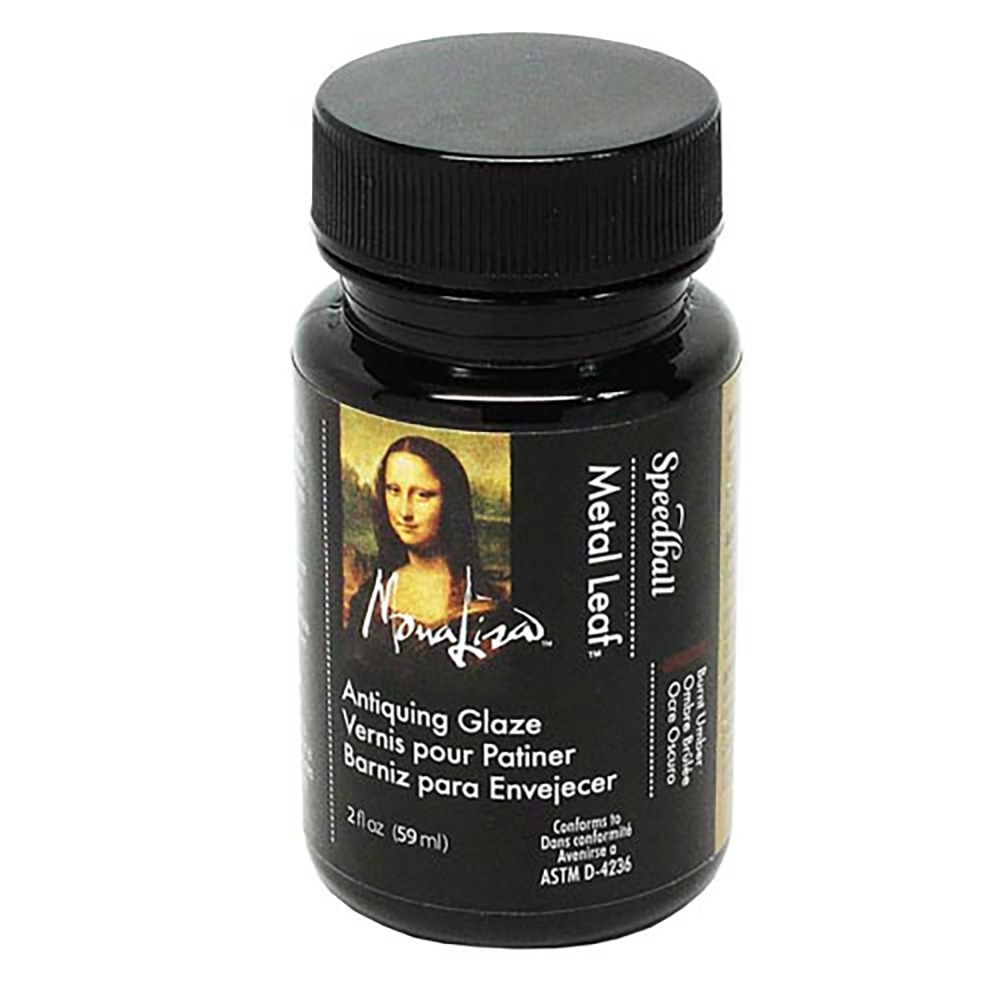 Mona Lisa™
Antiquing Glaze
Vernis pour Patiner
Barniz para Envejecer
2 fl oz (59 ml)
Conforms to
Dans conformité
Avenirse a
ASTM D-4236
Speedball
Metal Leaf™
Burnt Umber
Ombre Brûlée
Ocre Oscuro